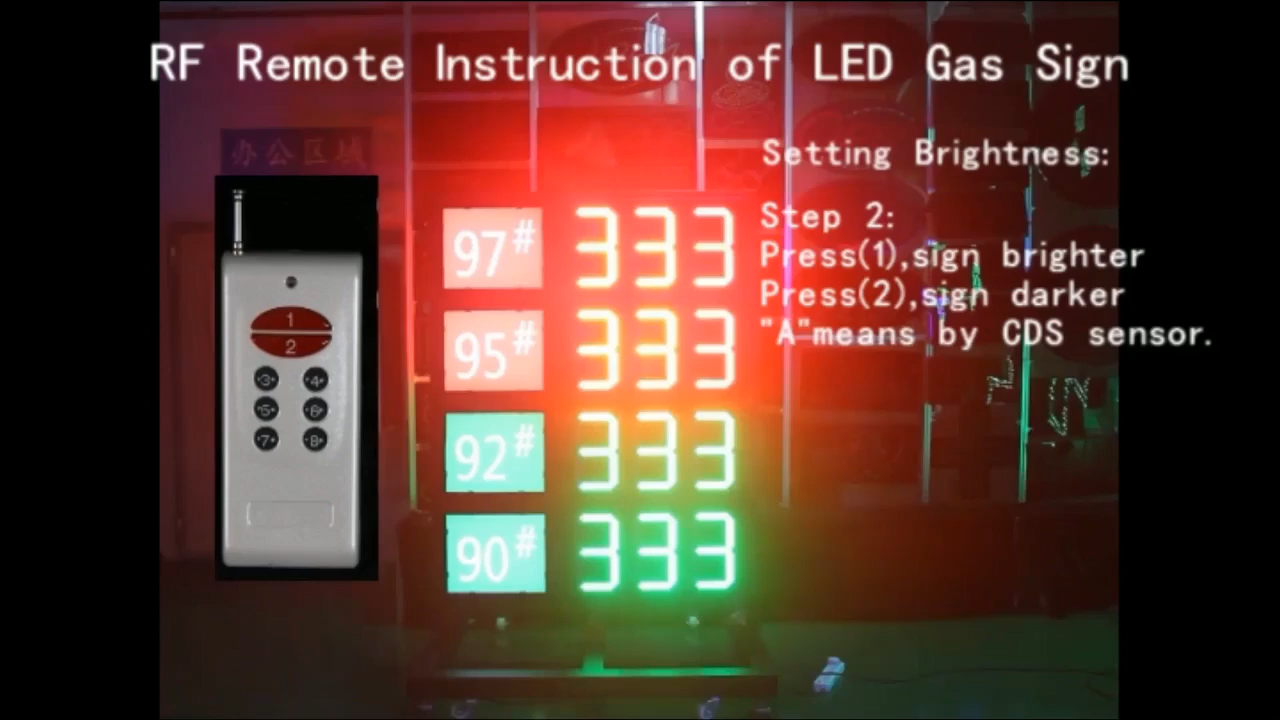 RF Remote Instruction of LED Gas Sign
办公区域
Setting Brightness:
Step 2:
Press(1),sign brighter
Press(2),sign darker
"A"means by CDS sensor.
97# 333
95# 333
92# 333
90# 333
1
2
3 4
5 6
7 8